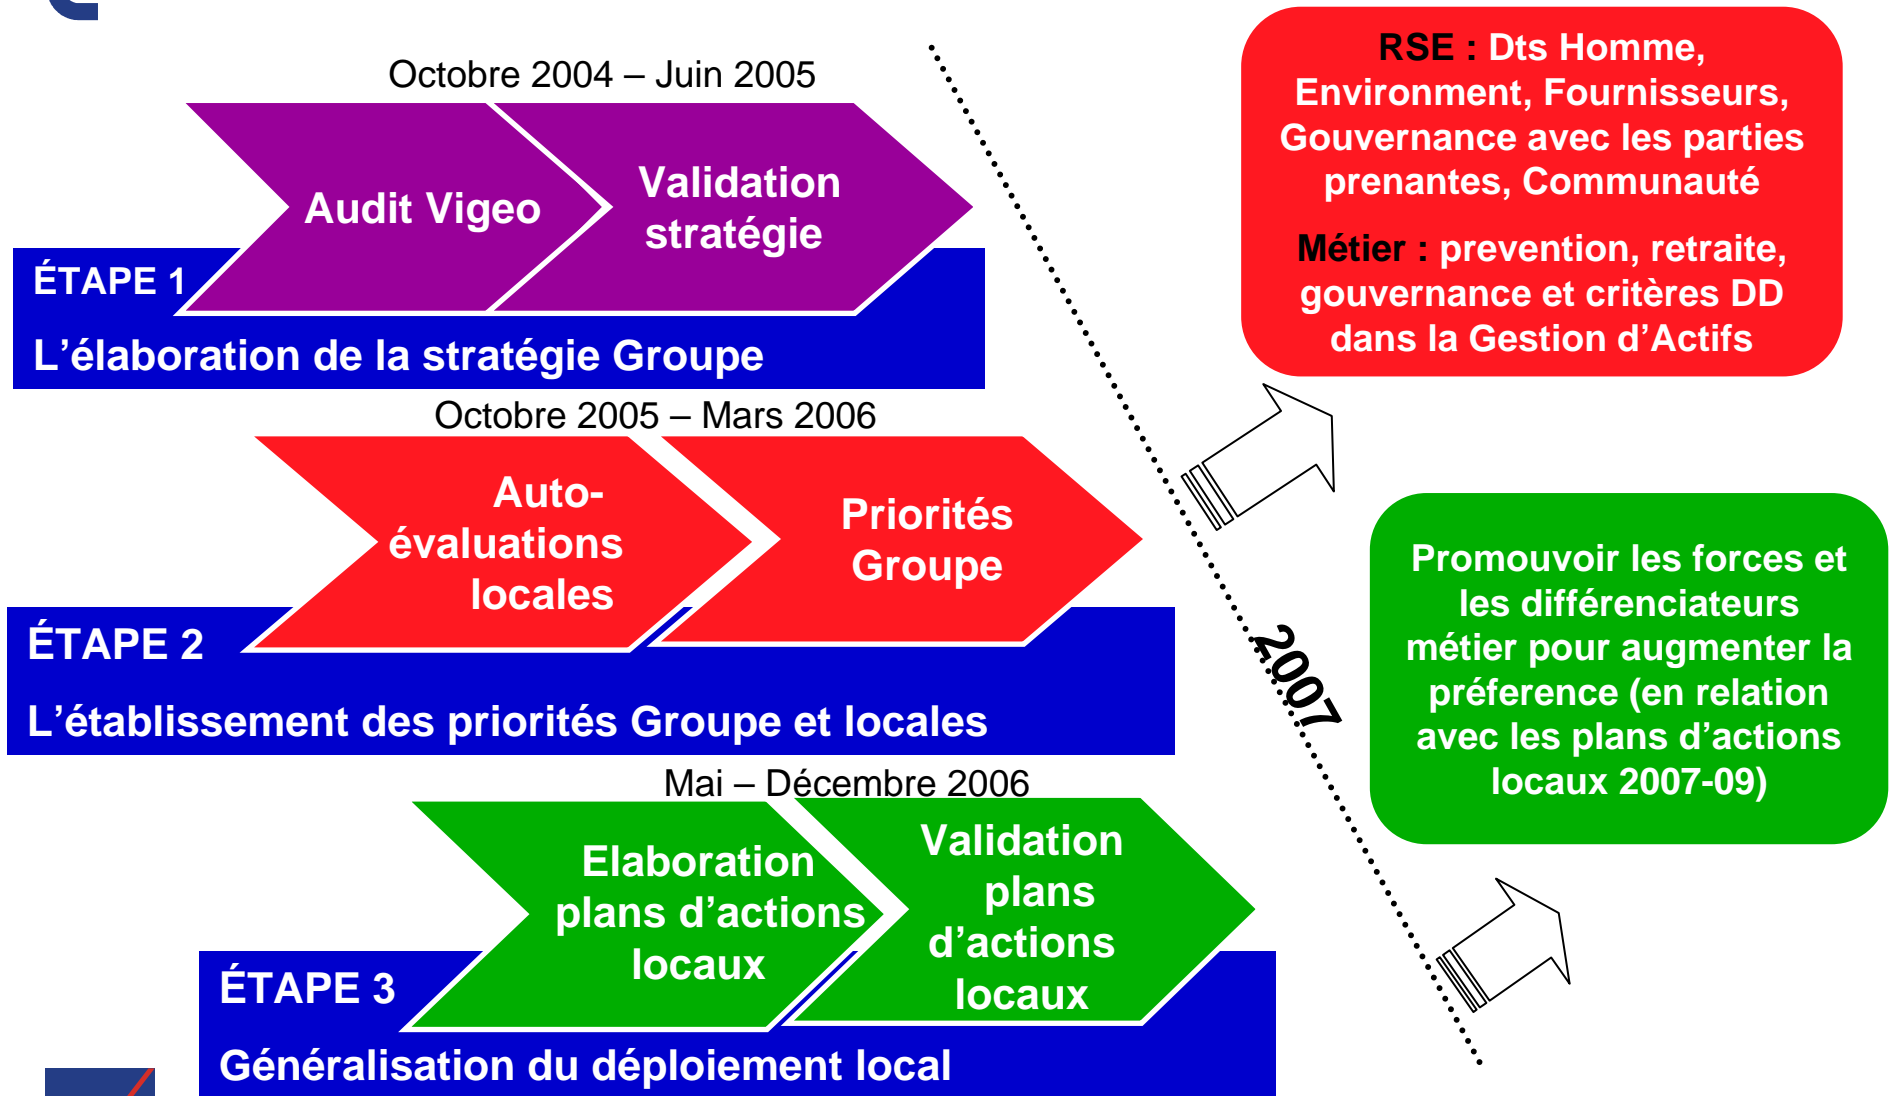 Octobre 2004 – Juin 2005
Audit Vigeo
Validation
stratégie
ÉTAPE 1
L’élaboration de la stratégie Groupe
Octobre 2005 – Mars 2006
Auto-
évaluations
locales
Priorités
Groupe
ÉTAPE 2
L’établissement des priorités Groupe et locales
Mai – Décembre 2006
Elaboration
plans d’actions
locaux
Validation
plans
d’actions
locaux
ÉTAPE 3
Généralisation du déploiement local
2007
RSE : Dts Homme,
Environment, Fournisseurs,
Gouvernance avec les parties
prenantes, Communauté
Métier : prevention, retraite,
gouvernance et critères DD
dans la Gestion d’Actifs
Promouvoir les forces et
les différenciateurs
métier pour augmenter la
préference (en relation
avec les plans d’actions
locaux 2007-09)